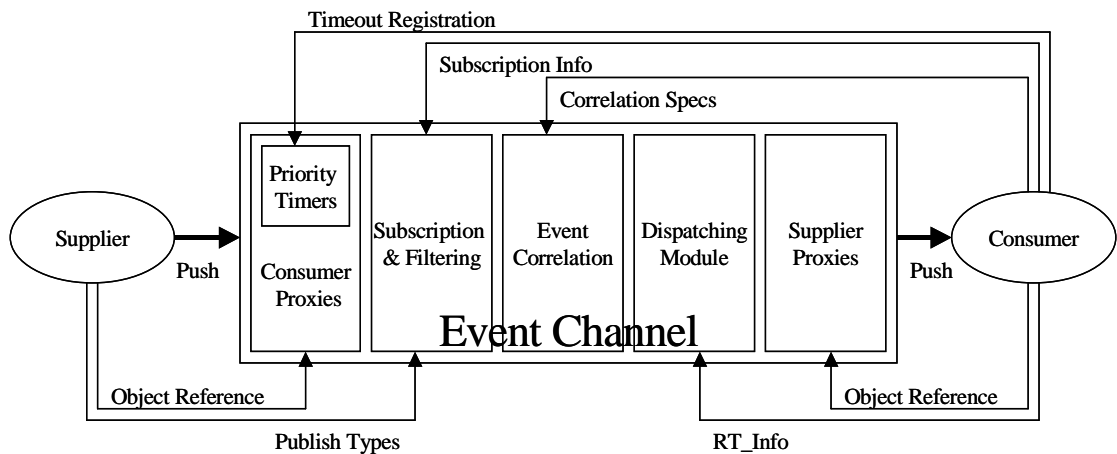 Timeout Registration
Subscription Info
Correlation Specs
Priority
Timers
Consumer
Proxies
Subscription
& Filtering
Event
Correlation
Dispatching
Module
Supplier
Proxies
Supplier
Push
Push
Consumer
Event Channel
Object Reference
Publish Types
Object Reference
RT_Info